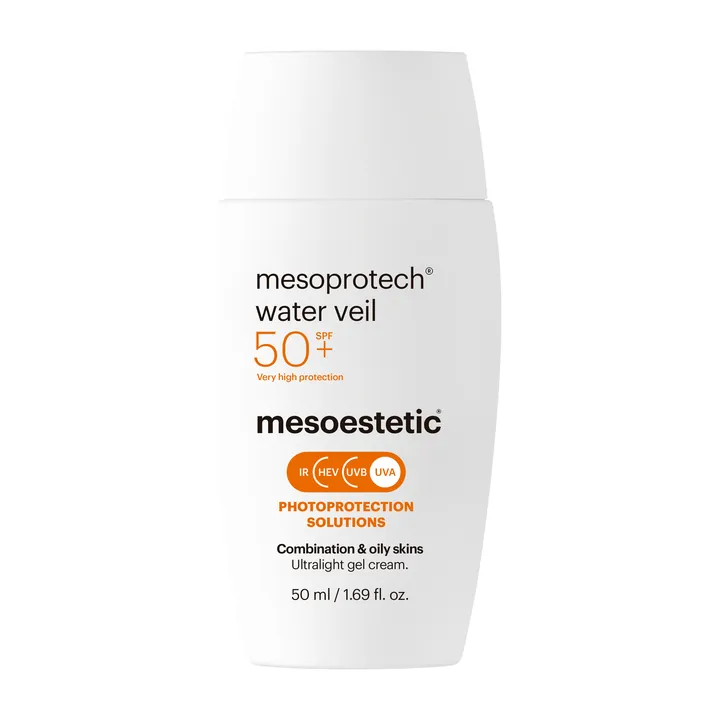 mesoprotech®
water veil
50+ SPF
Very high protection
mesoestetic®
IR HEV UVB UVA
PHOTOPROTECTION
SOLUTIONS
Combination & oily skins
Ultralight gel cream.
50 ml / 1.69 fl. oz.